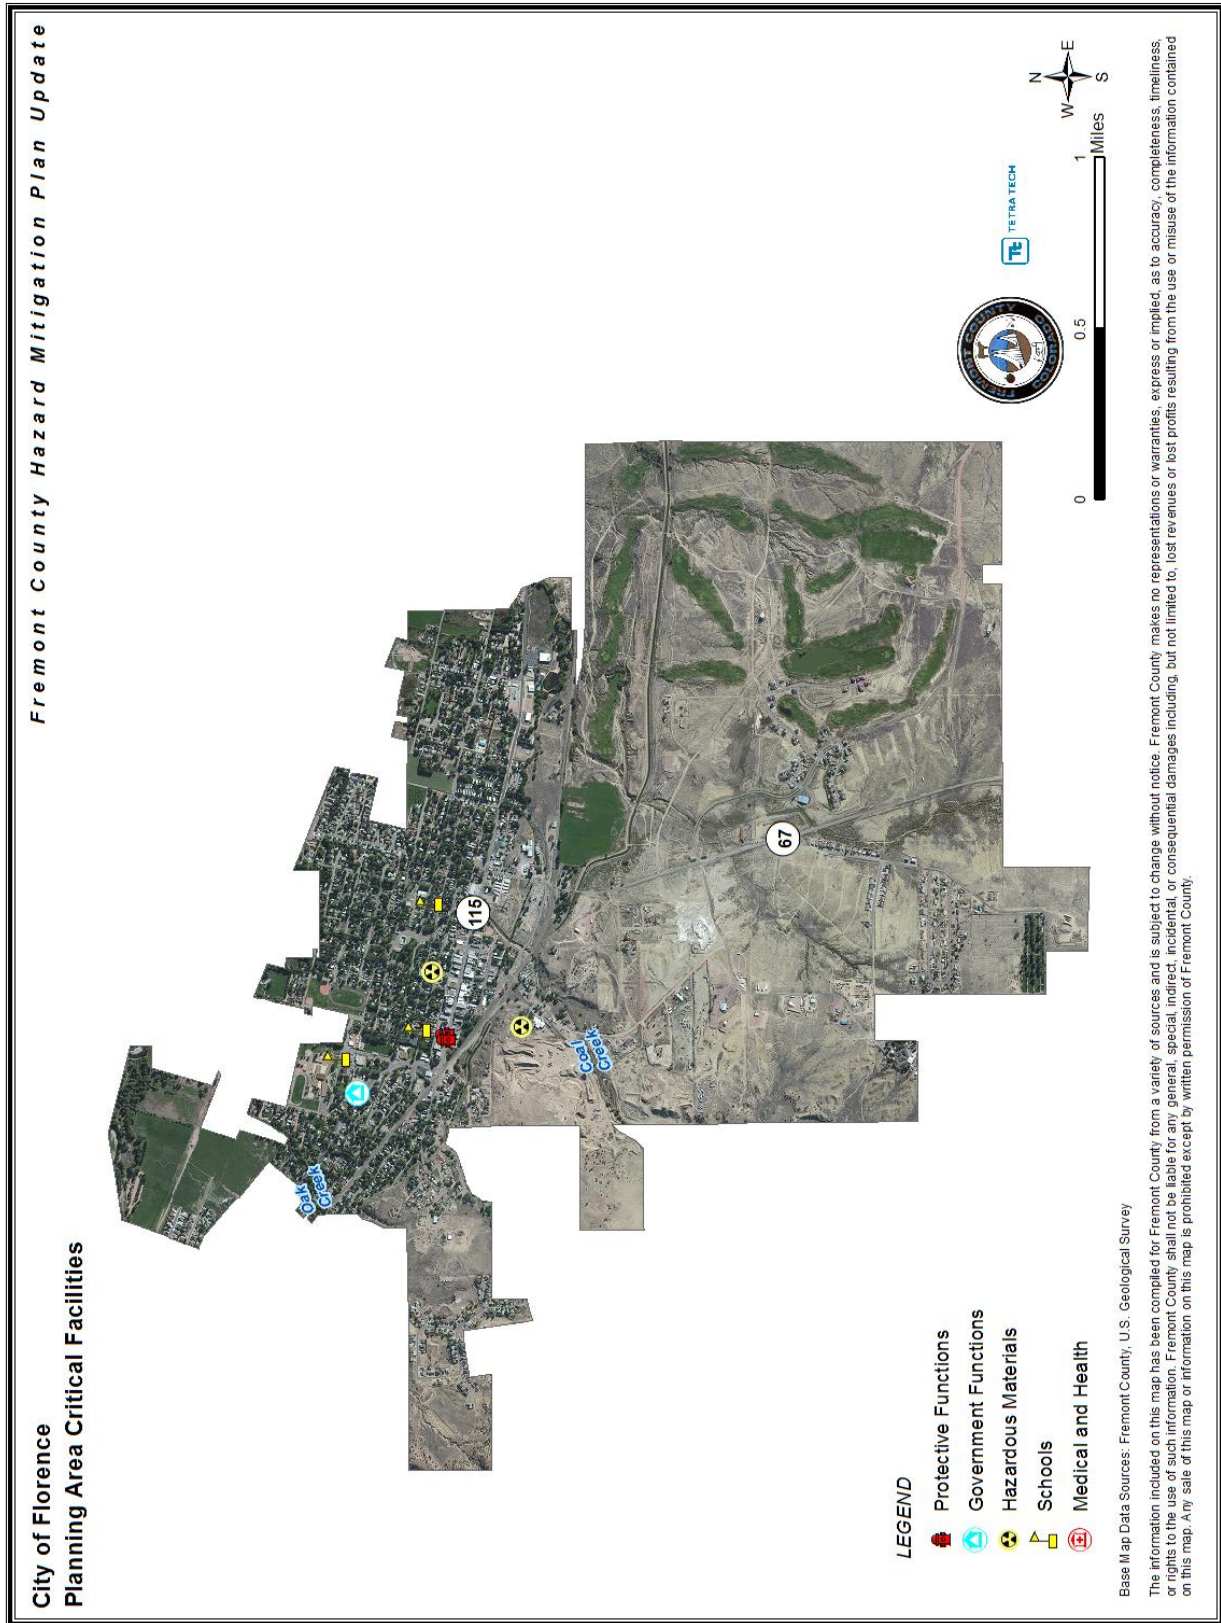 City of Florence
Planning Area Critical Facilities
Fremont County Hazard Mitigation Plan Update
Oak
Creek
115
Coal
Creek
67
LEGEND
Protective Functions
Government Functions
Hazardous Materials
Schools
Medical and Health
FREMONT COUNTY
COLORADO
Tt TETRA TECH
N
W
E
S
0
0.5
1
Miles
Base Map Data Sources: Fremont County, U.S. Geological Survey
The information included on this map has been compiled for Fremont County from a variety of sources and is subject to change without notice. Fremont County makes no representations or warranties, express or implied, as to accuracy, completeness, timeliness,
or rights to the use of such information. Fremont County shall not be liable for any general, special, indirect, incidental, or consequential damages including, but not limited to, lost revenues or lost profits resulting from the use or misuse of the information contained
on this map. Any sale of this map or information on this map is prohibited except by written permission of Fremont County.